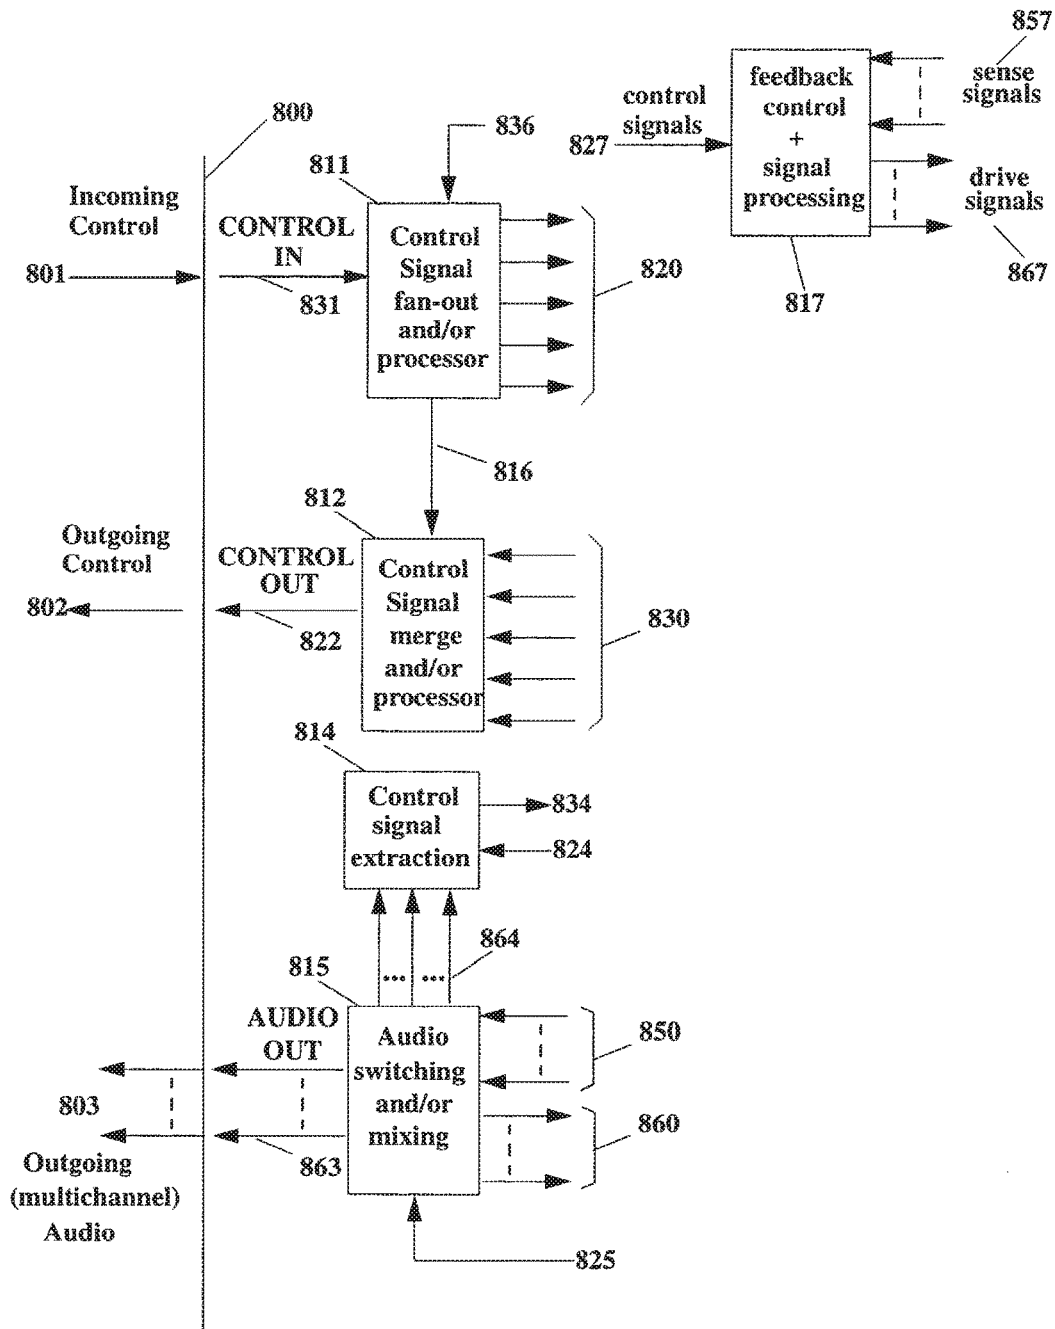 857
sense
signals
feedback
control
+
signal
processing
control
signals
827
drive
signals
867
817
800
836
811
Incoming
Control
801
CONTROL
IN
831
Control
Signal
fan-out
and/or
processor
820
816
812
Outgoing
Control
802
CONTROL
OUT
822
Control
Signal
merge
and/or
processor
830
814
Control
signal
extraction
834
824
864
... ...
815
AUDIO
OUT
Audio
switching
and/or
mixing
850
860
803
863
Outgoing
(multichannel)
Audio
825